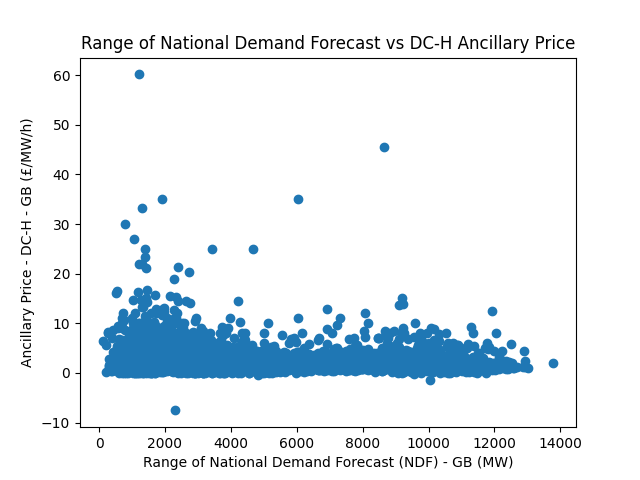 Range of National Demand Forecast vs DC-H Ancillary Price
Ancillary Price - DC-H - GB (£/MW/h)
60
50
40
30
20
10
0
−10
0 2000 4000 6000 8000 10000 12000 14000
Range of National Demand Forecast (NDF) - GB (MW)